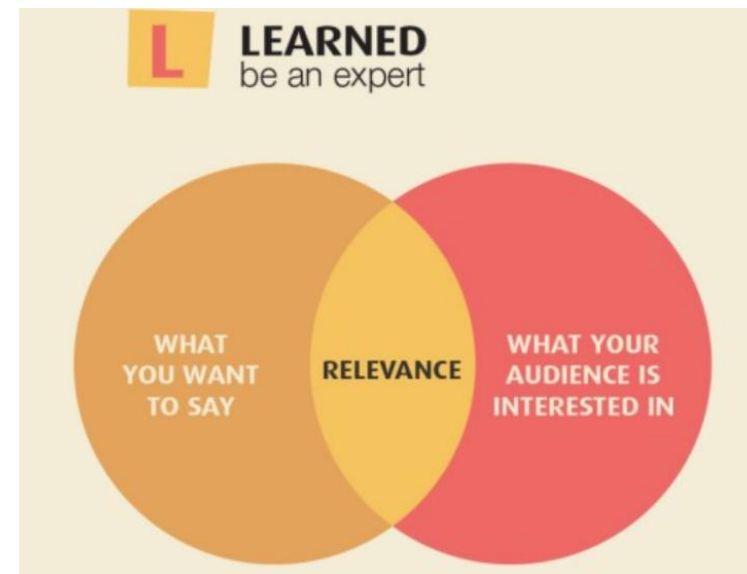 L
LEARNED
be an expert
WHAT
YOU WANT
TO SAY
RELEVANCE
WHAT YOUR
AUDIENCE IS
INTERESTED IN